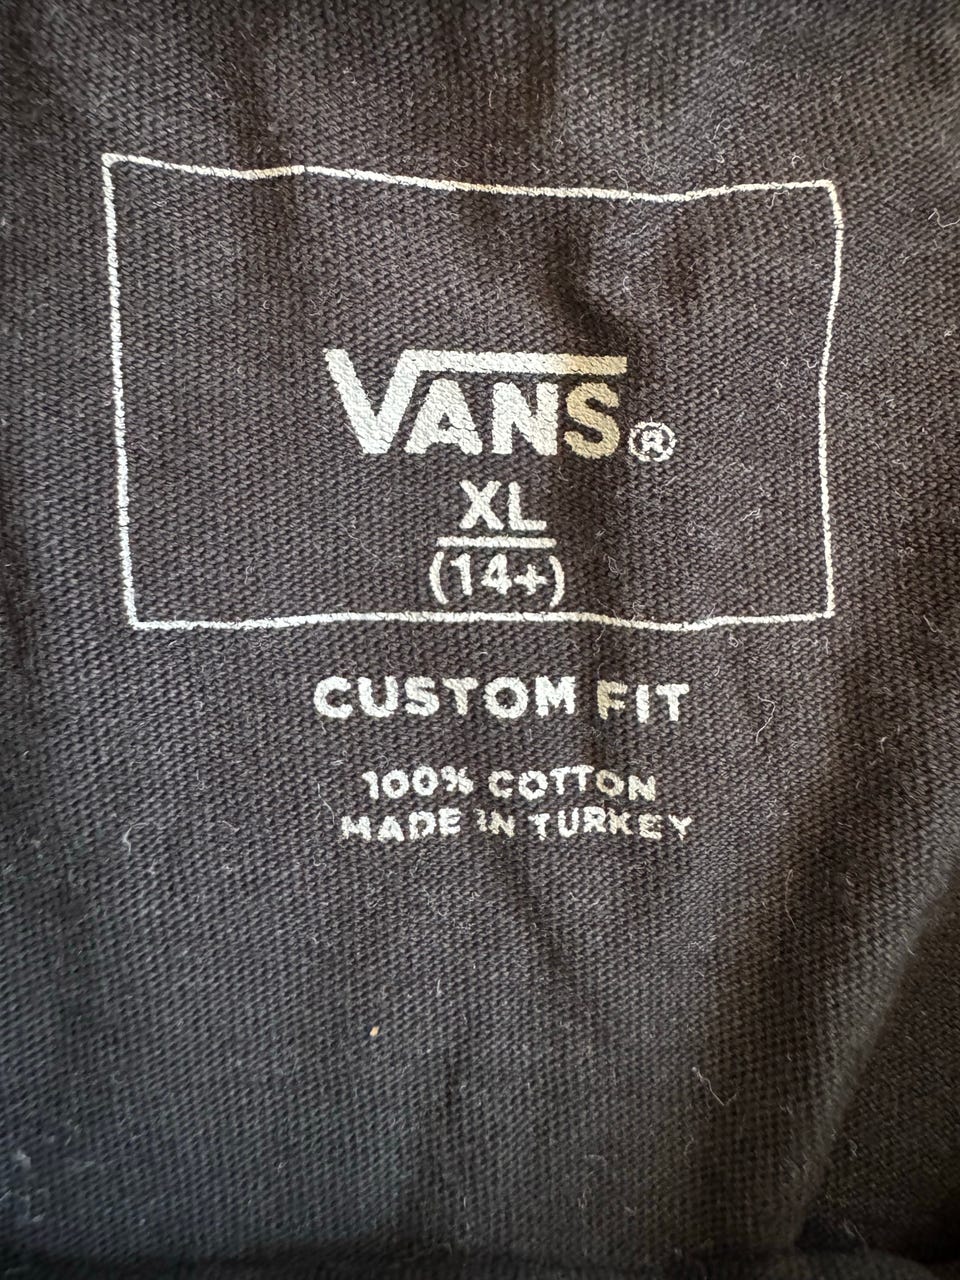 VANS®
XL
(14+)
CUSTOM FIT
100% COTTON
MADE IN TURKEY